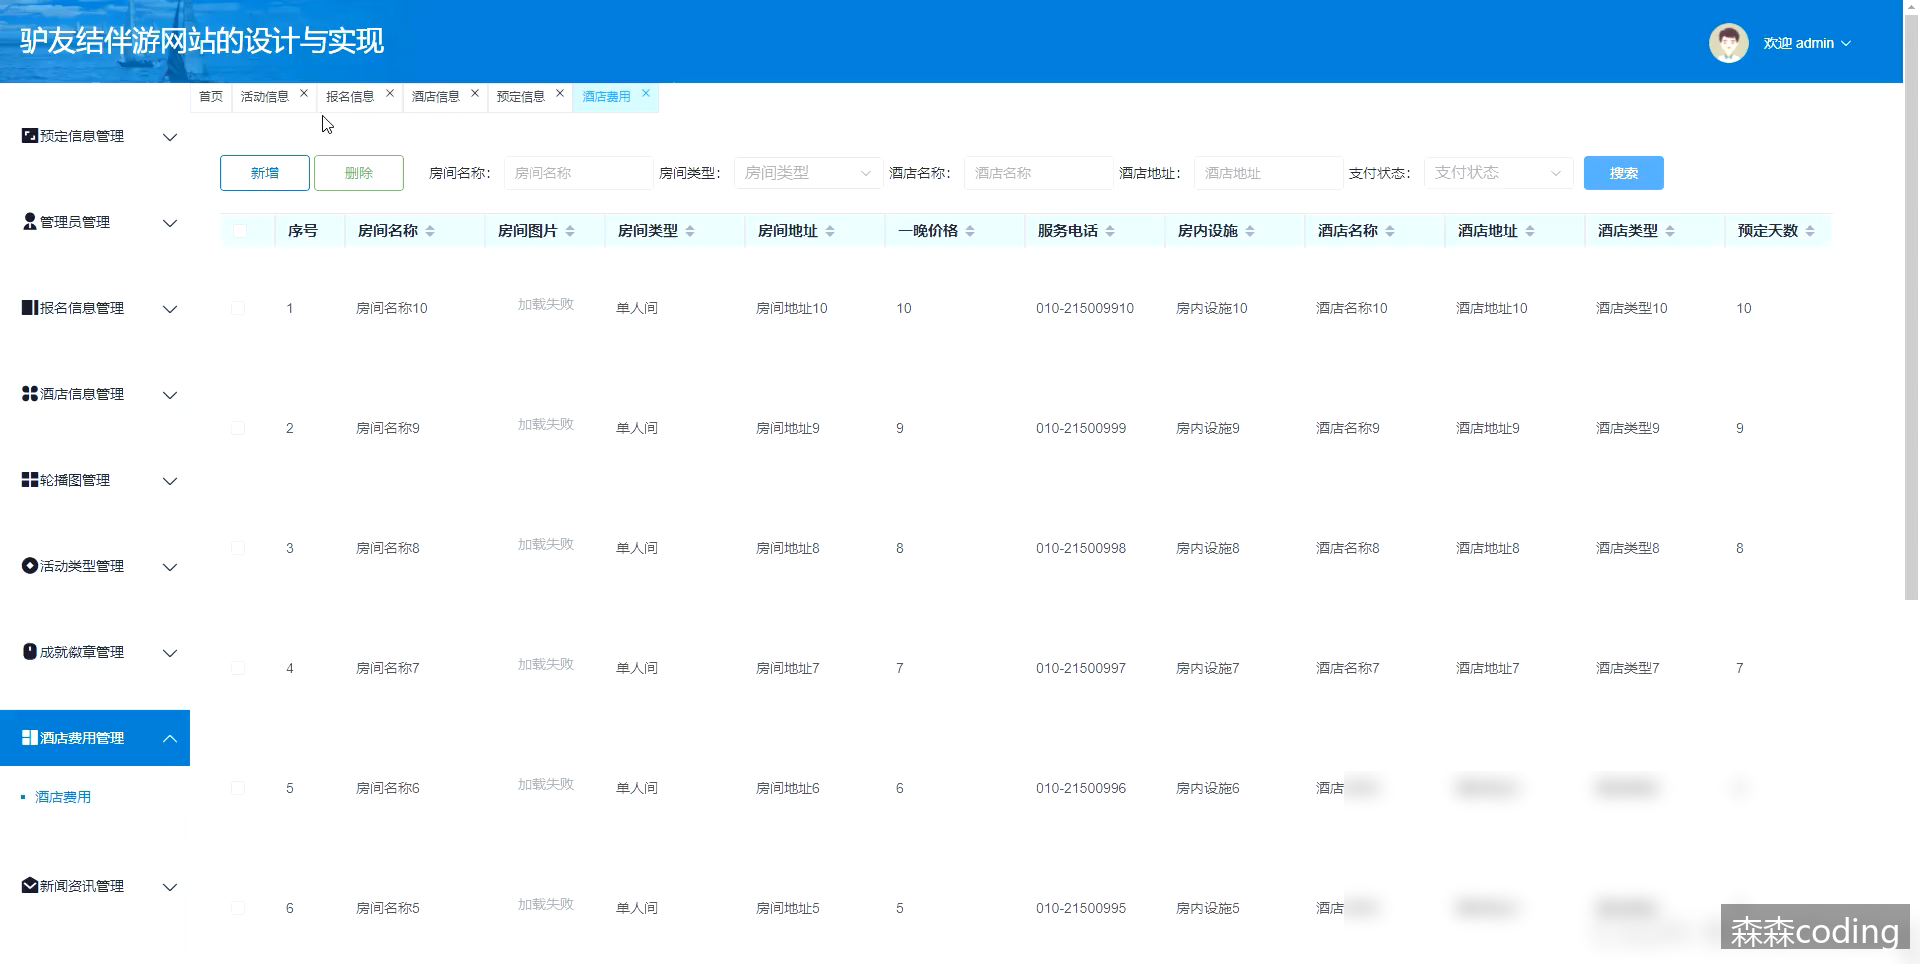 驴友结伴游网站的设计与实现
欢迎 admin
首页 活动信息 报名信息 酒店信息 预定信息 酒店费用
预定信息管理
管理员管理
报名信息管理
酒店信息管理
轮播图管理
活动类型管理
成就徽章管理
酒店费用管理
酒店费用
新闻资讯管理
新增 删除 房间名称： 房间名称 房间类型： 房间类型 酒店名称： 酒店名称 酒店地址： 酒店地址 支付状态： 支付状态 搜索
序号 房间名称 房间图片 房间类型 房间地址 一晚价格 服务电话 房内设施 酒店名称 酒店地址 酒店类型 预定天数
1 房间名称10 加载失败 单人间 房间地址10 10 010-215009910 房内设施10 酒店名称10 酒店地址10 酒店类型10 10
2 房间名称9 加载失败 单人间 房间地址9 9 010-21500999 房内设施9 酒店名称9 酒店地址9 酒店类型9 9
3 房间名称8 加载失败 单人间 房间地址8 8 010-21500998 房内设施8 酒店名称8 酒店地址8 酒店类型8 8
4 房间名称7 加载失败 单人间 房间地址7 7 010-21500997 房内设施7 酒店名称7 酒店地址7 酒店类型7 7
5 房间名称6 加载失败 单人间 房间地址6 6 010-21500996 房内设施6 酒店
6 房间名称5 加载失败 单人间 房间地址5 5 010-21500995 房内设施5 酒店
森森coding